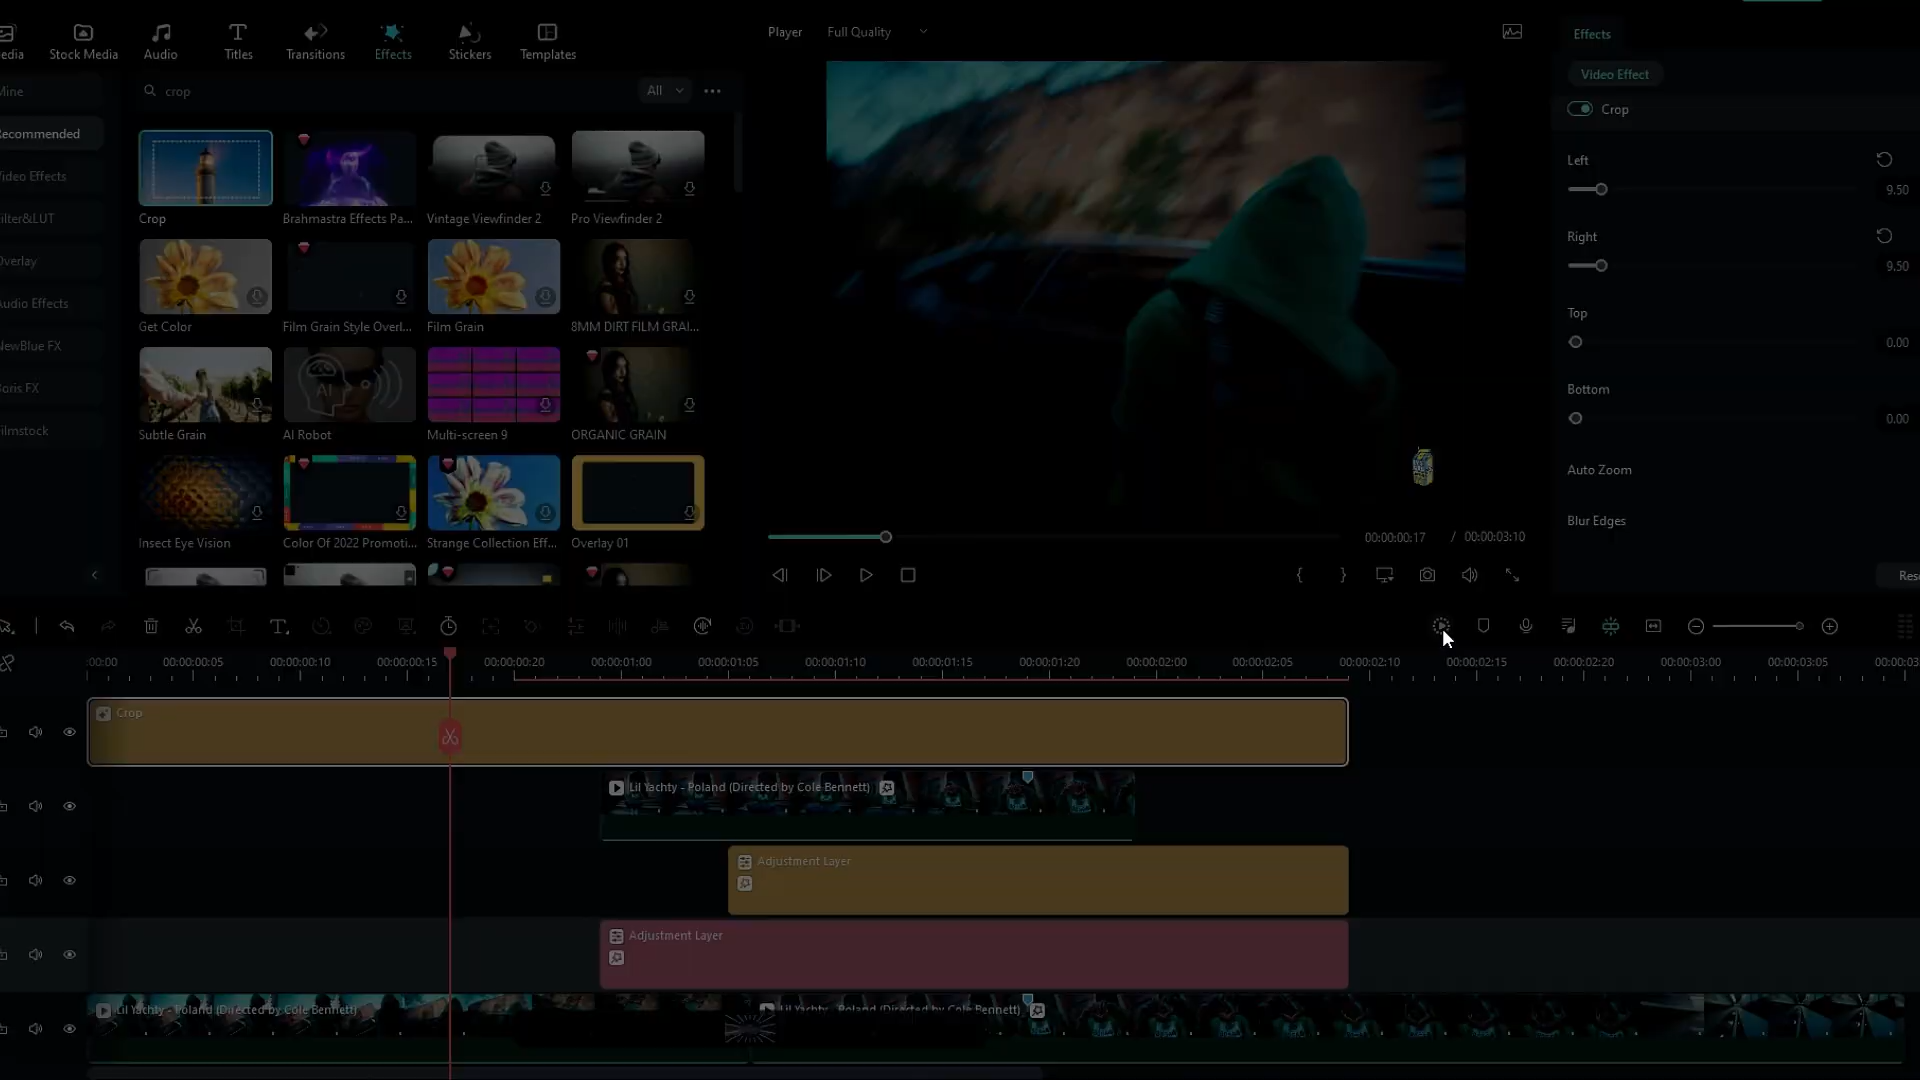 edia
Stock Media
Audio
Titles
Transitions
Effects
Stickers
Templates
Player
Full Quality
Effects
Video Effect
Crop
Left
9.50
Right
9.50
Top
0.00
Bottom
0.00
Auto Zoom
Blur Edges
Rese
Mine
Recommended
Video Effects
Filter&LUT
Overlay
Audio Effects
NewBlue FX
Boris FX
Filmstock
crop
All
Crop
Brahmastra Effects Pa...
Vintage Viewfinder 2
Pro Viewfinder 2
Get Color
Film Grain Style Overl...
Film Grain
8MM DIRT FILM GRAI...
Subtle Grain
AI Robot
Multi-screen 9
ORGANIC GRAIN
Insect Eye Vision
Color Of 2022 Promoti...
Strange Collection Eff...
Overlay 01
00:00:00:17 / 00:00:03:10
:00:00
00:00:00:05
00:00:00:15
00:00:00:20
00:00:01:00
00:00:01:05
00:00:01:10
00:00:01:15
00:00:01:20
00:00:02:00
00:00:02:05
00:00:02:10
00:00:02:15
00:00:02:20
00:00:03:00
00:00:03:05
00:00:03
Crop
Lil Yachty - Poland (Directed by Cole Bennett)
Adjustment Layer
Adjustment Layer
Lil Yachty - Poland (Directed by Cole Bennett)
Lil Yachty - Poland (Directed by Cole Bennett)